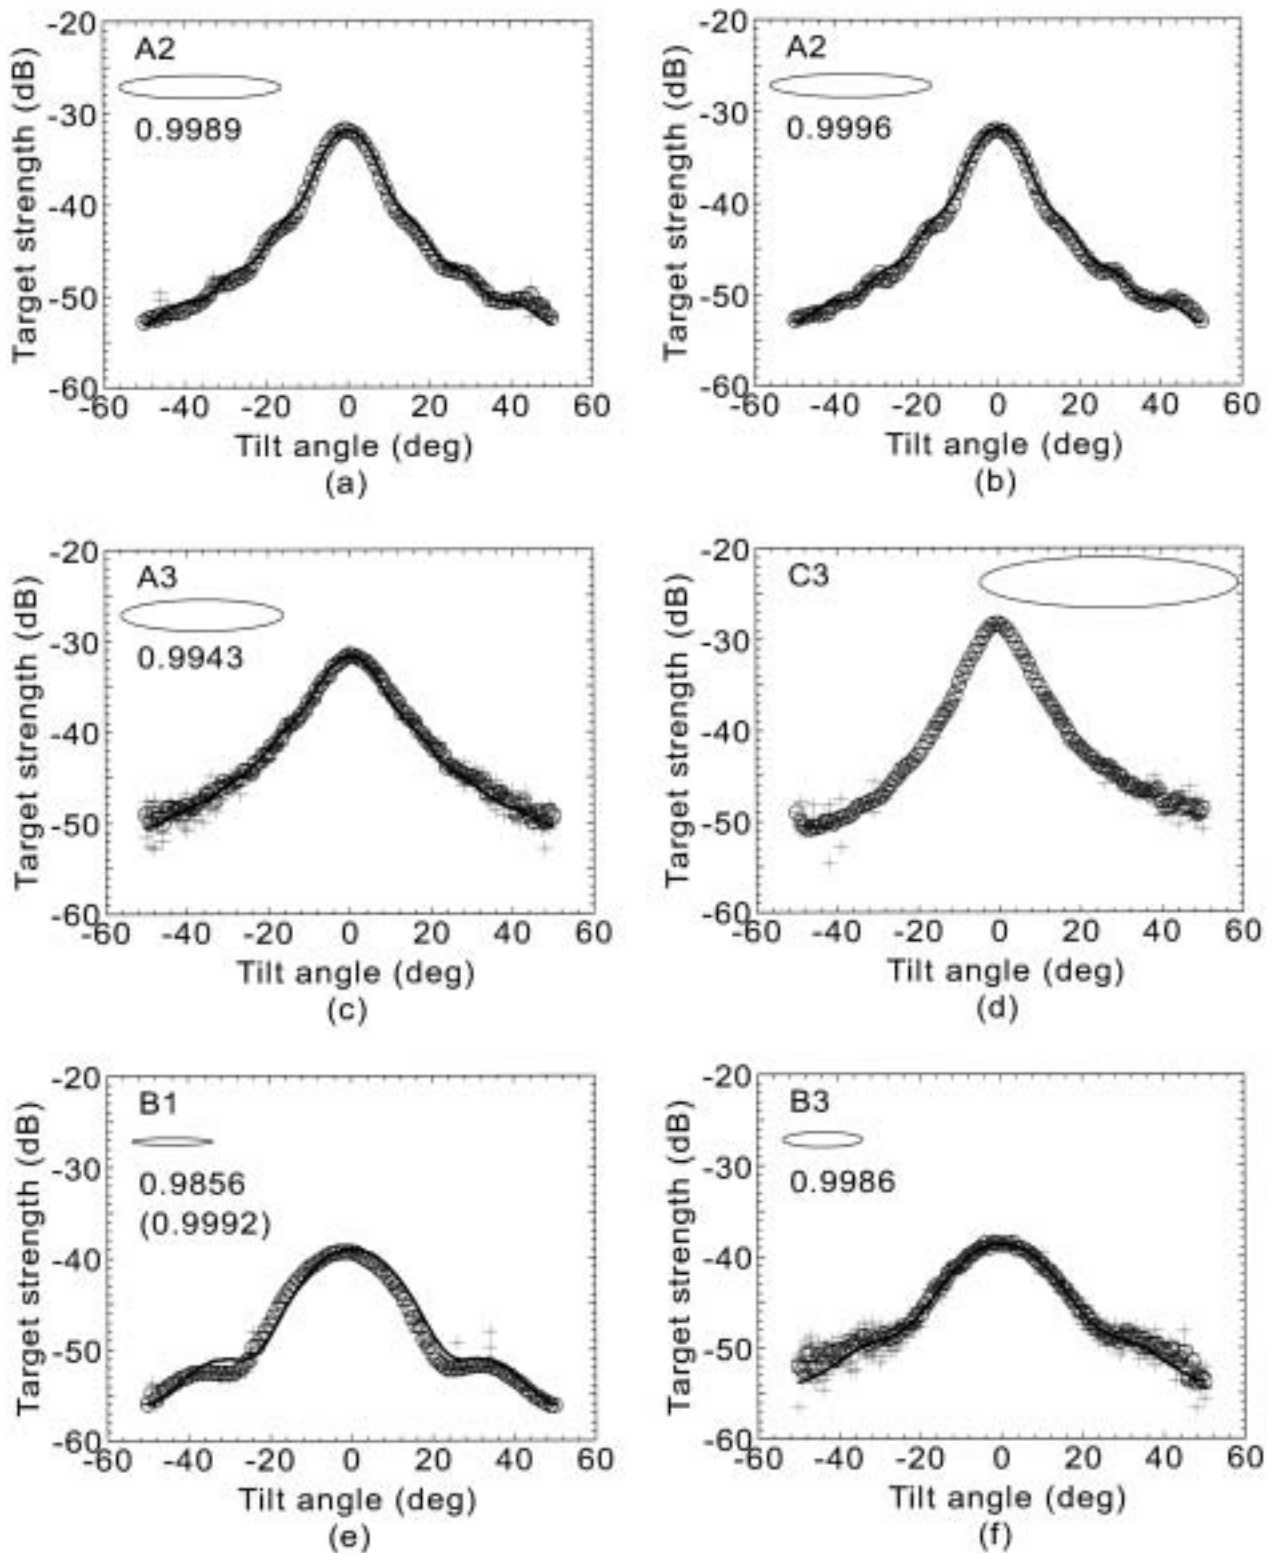 Target strength (dB)
-20
-30
-40
-50
-60
A2
0.9989
-60 -40 -20 0 20 40 60
Tilt angle (deg)
(a)
Target strength (dB)
-20
-30
-40
-50
-60
A2
0.9996
-60 -40 -20 0 20 40 60
Tilt angle (deg)
(b)
Target strength (dB)
-20
-30
-40
-50
-60
A3
0.9943
-60 -40 -20 0 20 40 60
Tilt angle (deg)
(c)
Target strength (dB)
-20
-30
-40
-50
-60
C3
-60 -40 -20 0 20 40 60
Tilt angle (deg)
(d)
Target strength (dB)
-20
-30
-40
-50
-60
B1
0.9856
(0.9992)
-60 -40 -20 0 20 40 60
Tilt angle (deg)
(e)
Target strength (dB)
-20
-30
-40
-50
-60
B3
0.9986
-60 -40 -20 0 20 40 60
Tilt angle (deg)
(f)